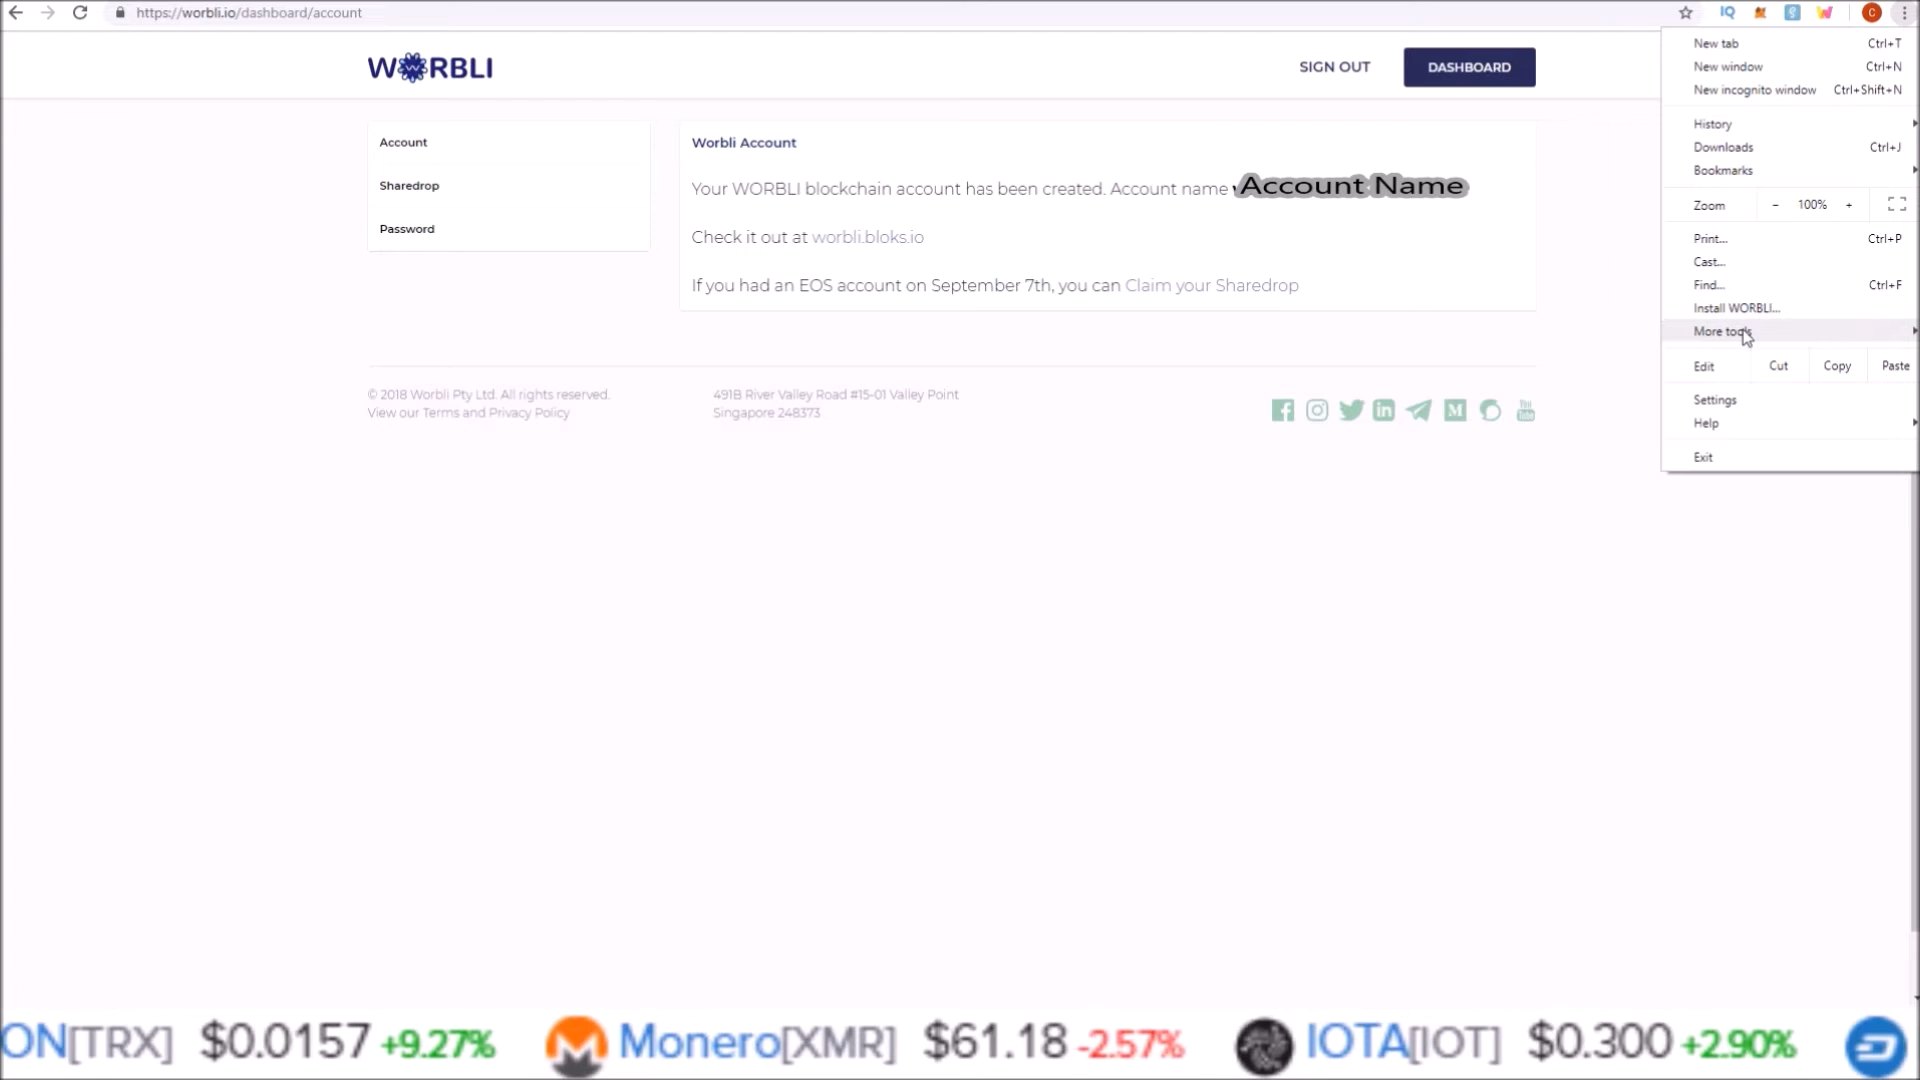 https://worbli.io/dashboard/account
IQ
C
WORBLI
SIGN OUT
DASHBOARD
Account
Sharedrop
Password
Worbli Account
Your WORBLI blockchain account has been created. Account name Account Name
Check it out at worbli.bloks.io
If you had an EOS account on September 7th, you can Claim your Sharedrop
© 2018 Worbli Pty Ltd. All rights reserved.
View our Terms and Privacy Policy
491B River Valley Road #15-01 Valley Point
Singapore 248373
You Tube
New tab Ctrl+T
New window Ctrl+N
New incognito window Ctrl+Shift+N
History
Downloads Ctrl+J
Bookmarks
Zoom - 100% +
Print... Ctrl+P
Cast...
Find... Ctrl+F
Install WORBLI...
More tools
Edit Cut Copy Paste
Settings
Help
Exit
ON[TRX] $0.0157 +9.27% Monero[XMR] $61.18 -2.57% IOTA[IOT] $0.300 +2.90%